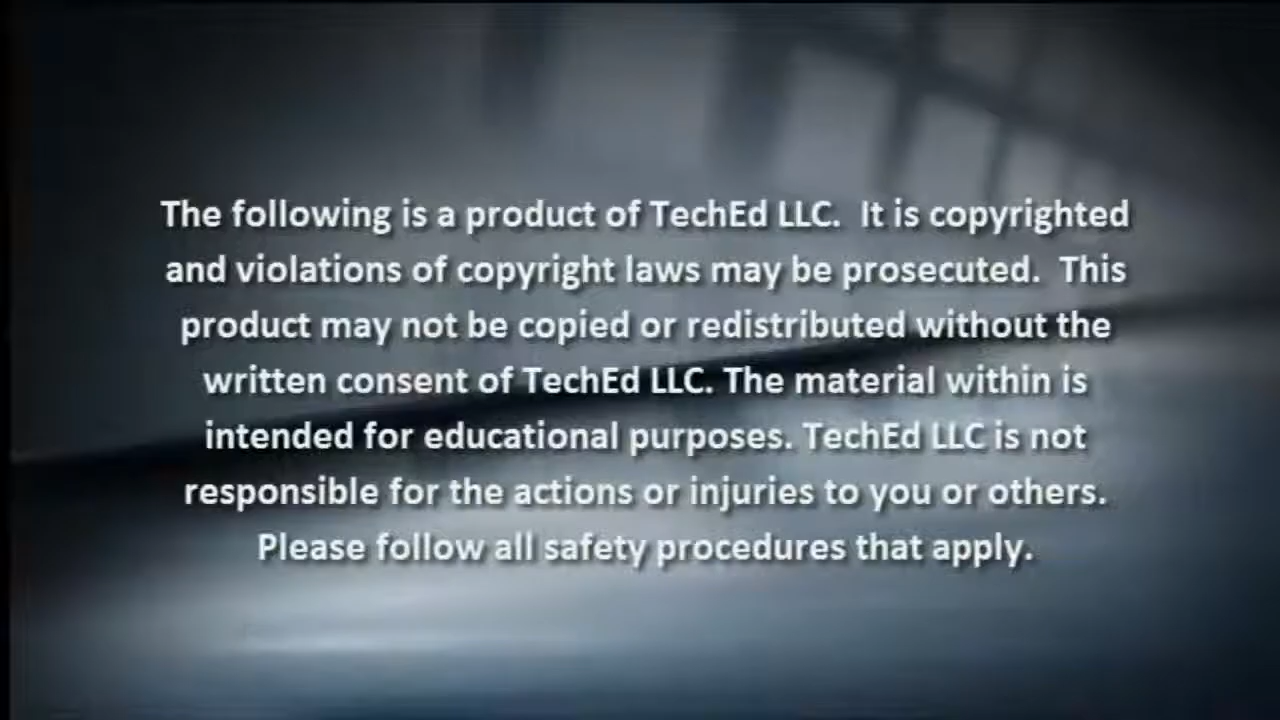 The following is a product of TechEd LLC.  It is copyrighted
and violations of copyright laws may be prosecuted.  This
product may not be copied or redistributed without the
written consent of TechEd LLC. The material within is
intended for educational purposes. TechEd LLC is not
responsible for the actions or injuries to you or others.
Please follow all safety procedures that apply.